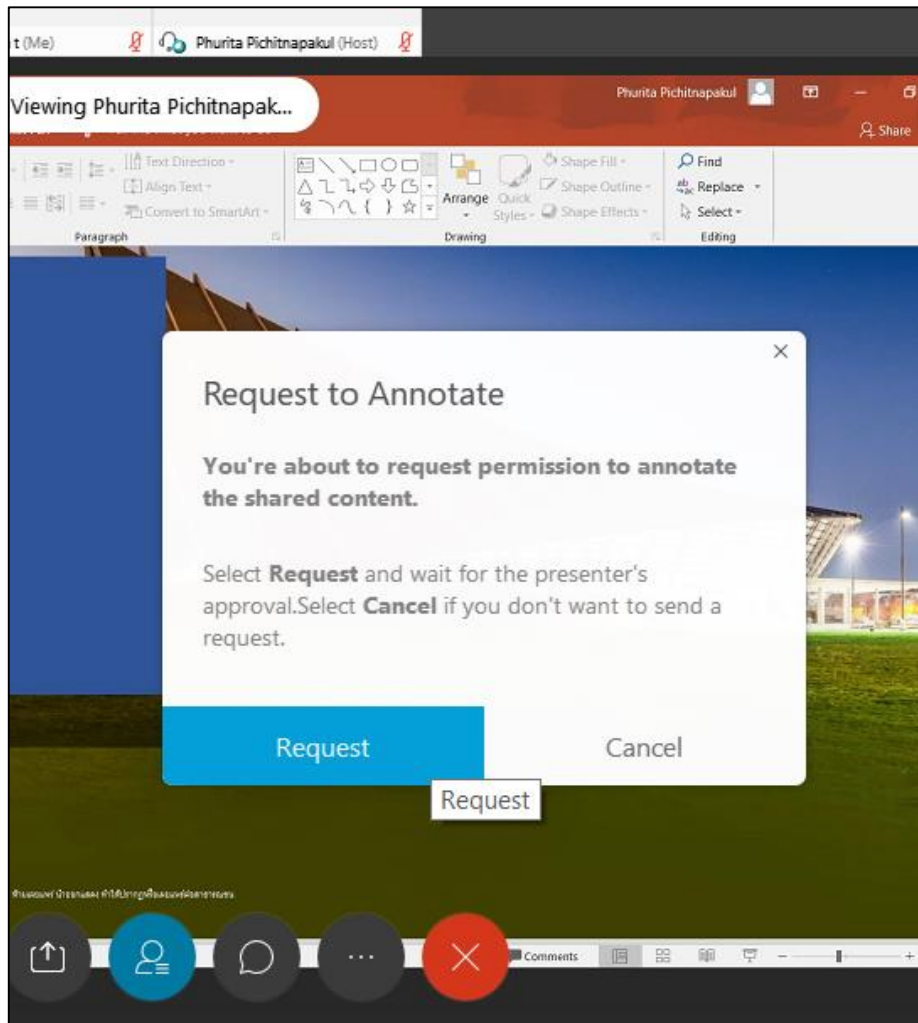 t (Me)
Phurita Pichitnapakul (Host)
Viewing Phurita Pichitnapak...
Phurita Pichitnapakul
Share
Text Direction
Align Text
Convert to SmartArt
Paragraph
Arrange
Quick
Styles
Shape Fill
Shape Outline
Shape Effects
Drawing
Find
Replace
Select
Editing
Request to Annotate
You're about to request permission to annotate
the shared content.
Select Request and wait for the presenter's
approval.Select Cancel if you don't want to send a
request.
Request
Cancel
Request
Comments